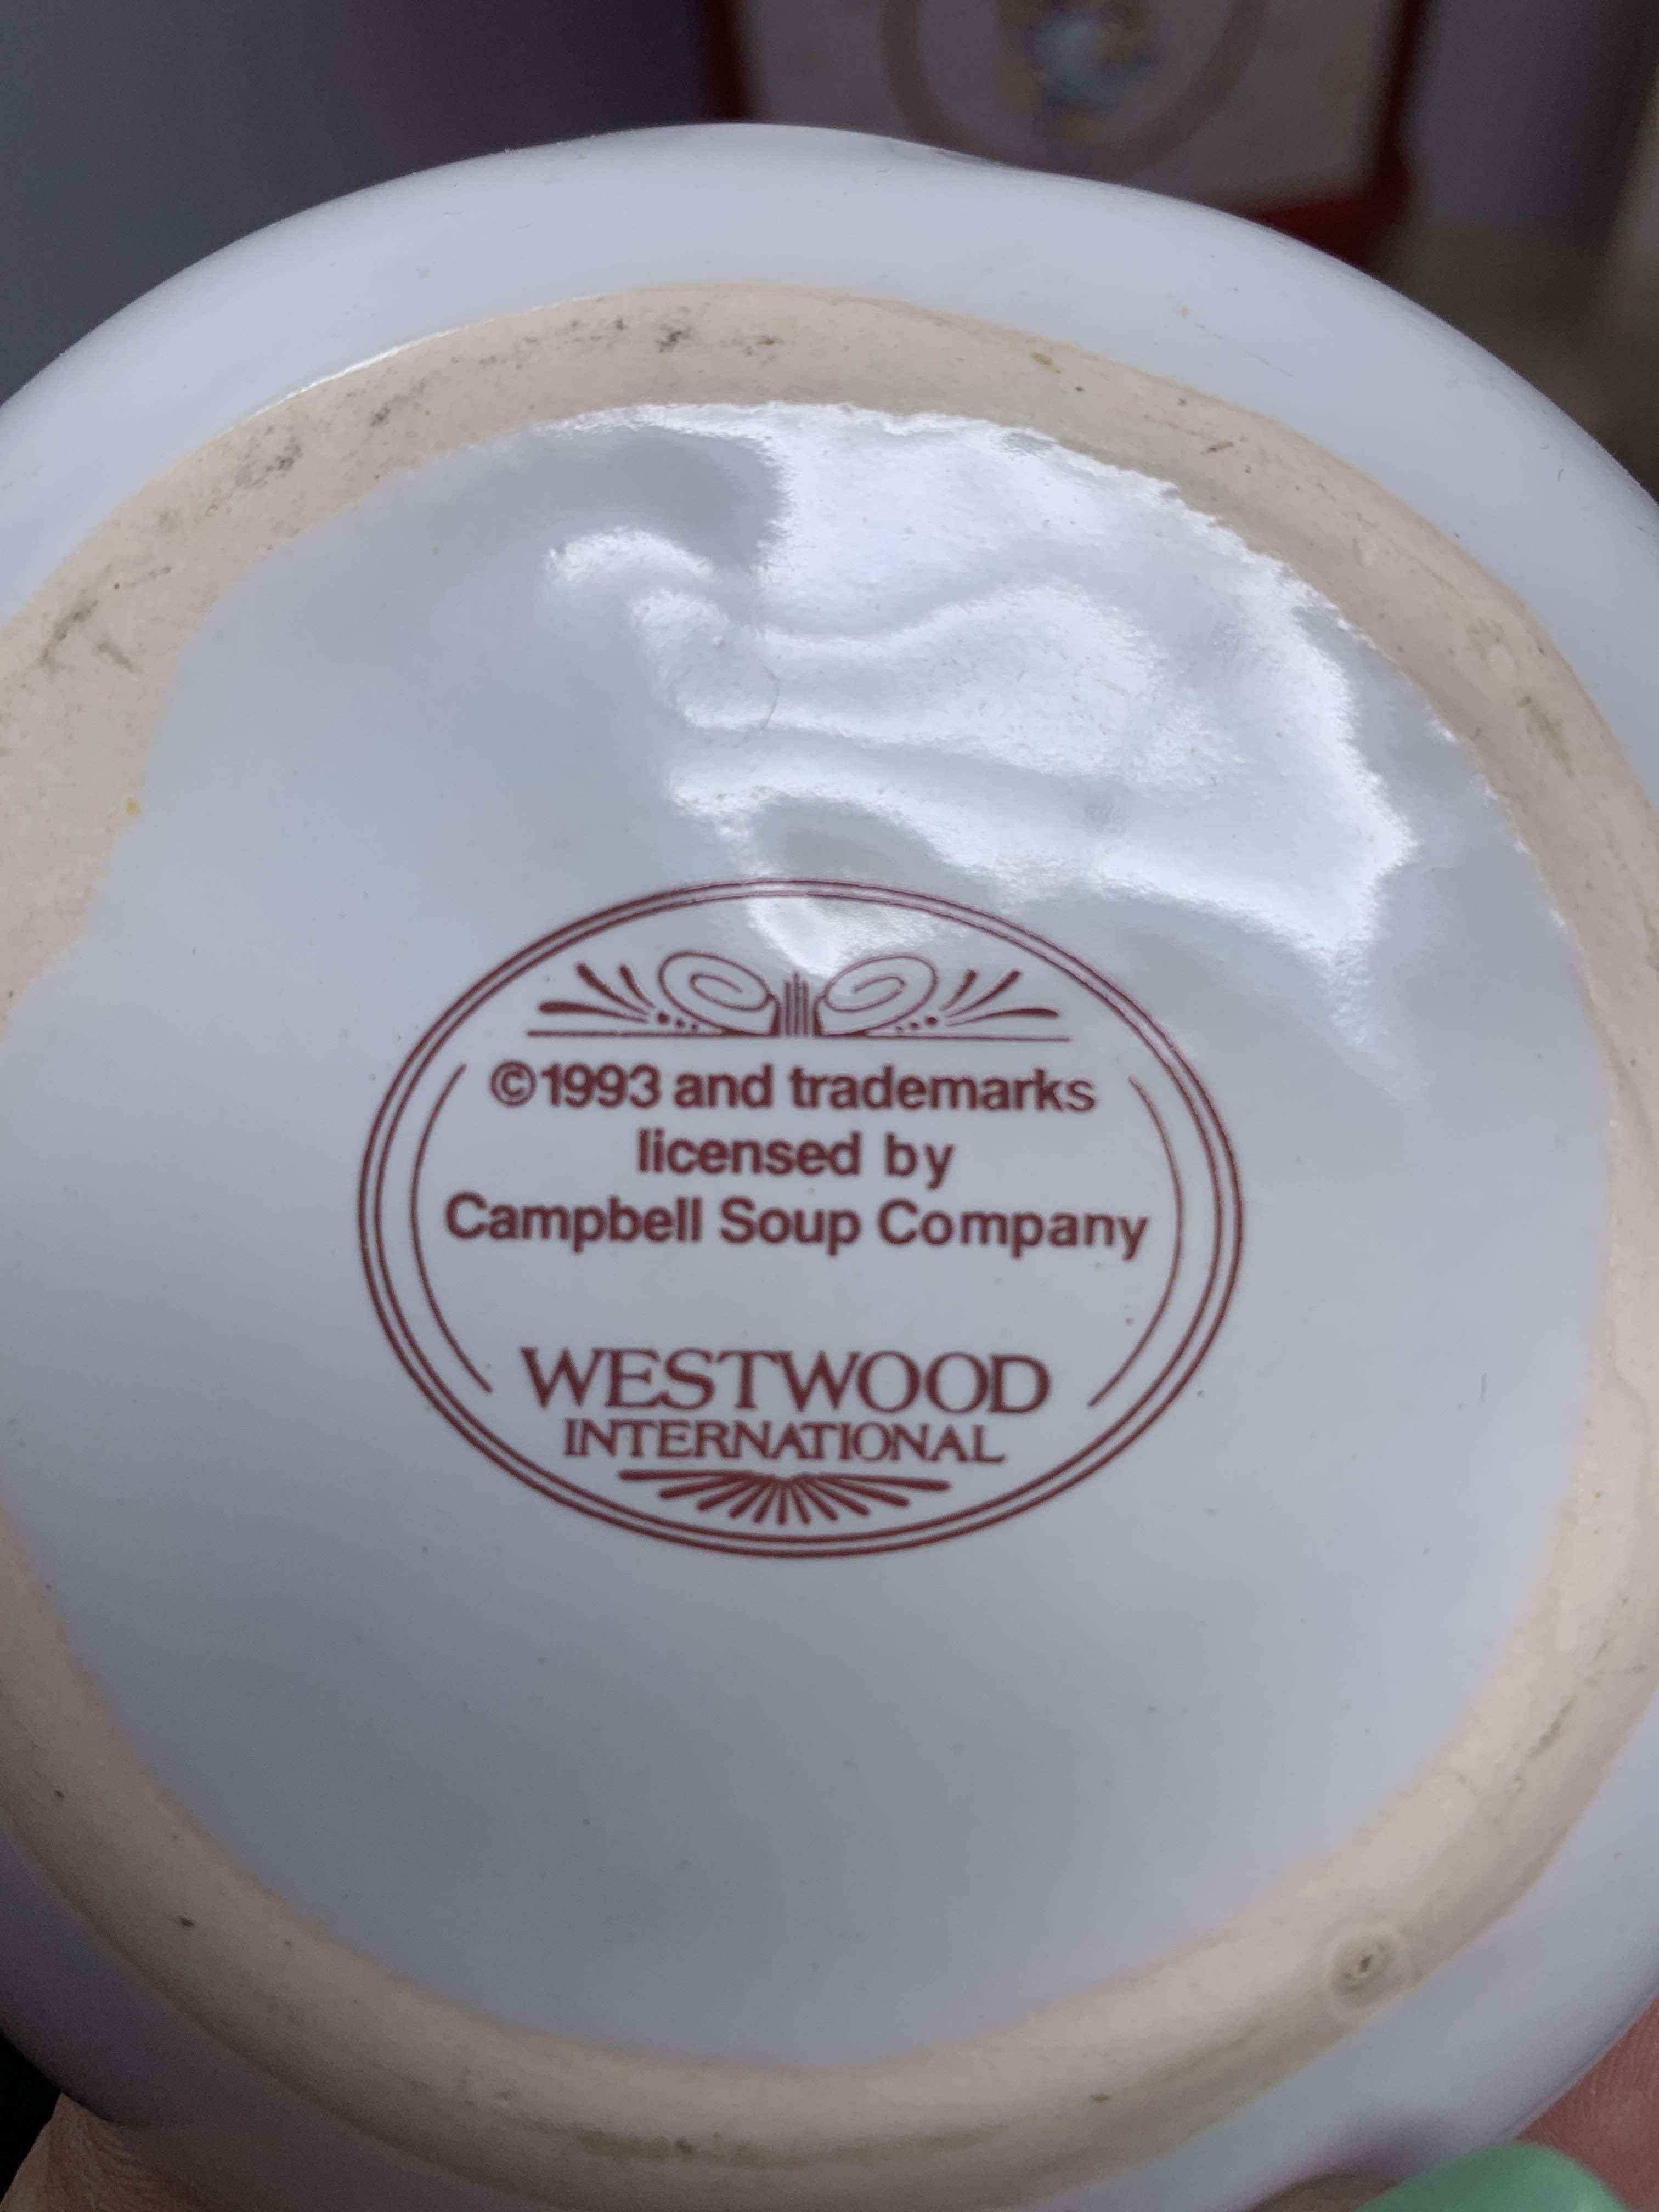 ©1993 and trademarks
licensed by
Campbell Soup Company
WESTWOOD
INTERNATIONAL